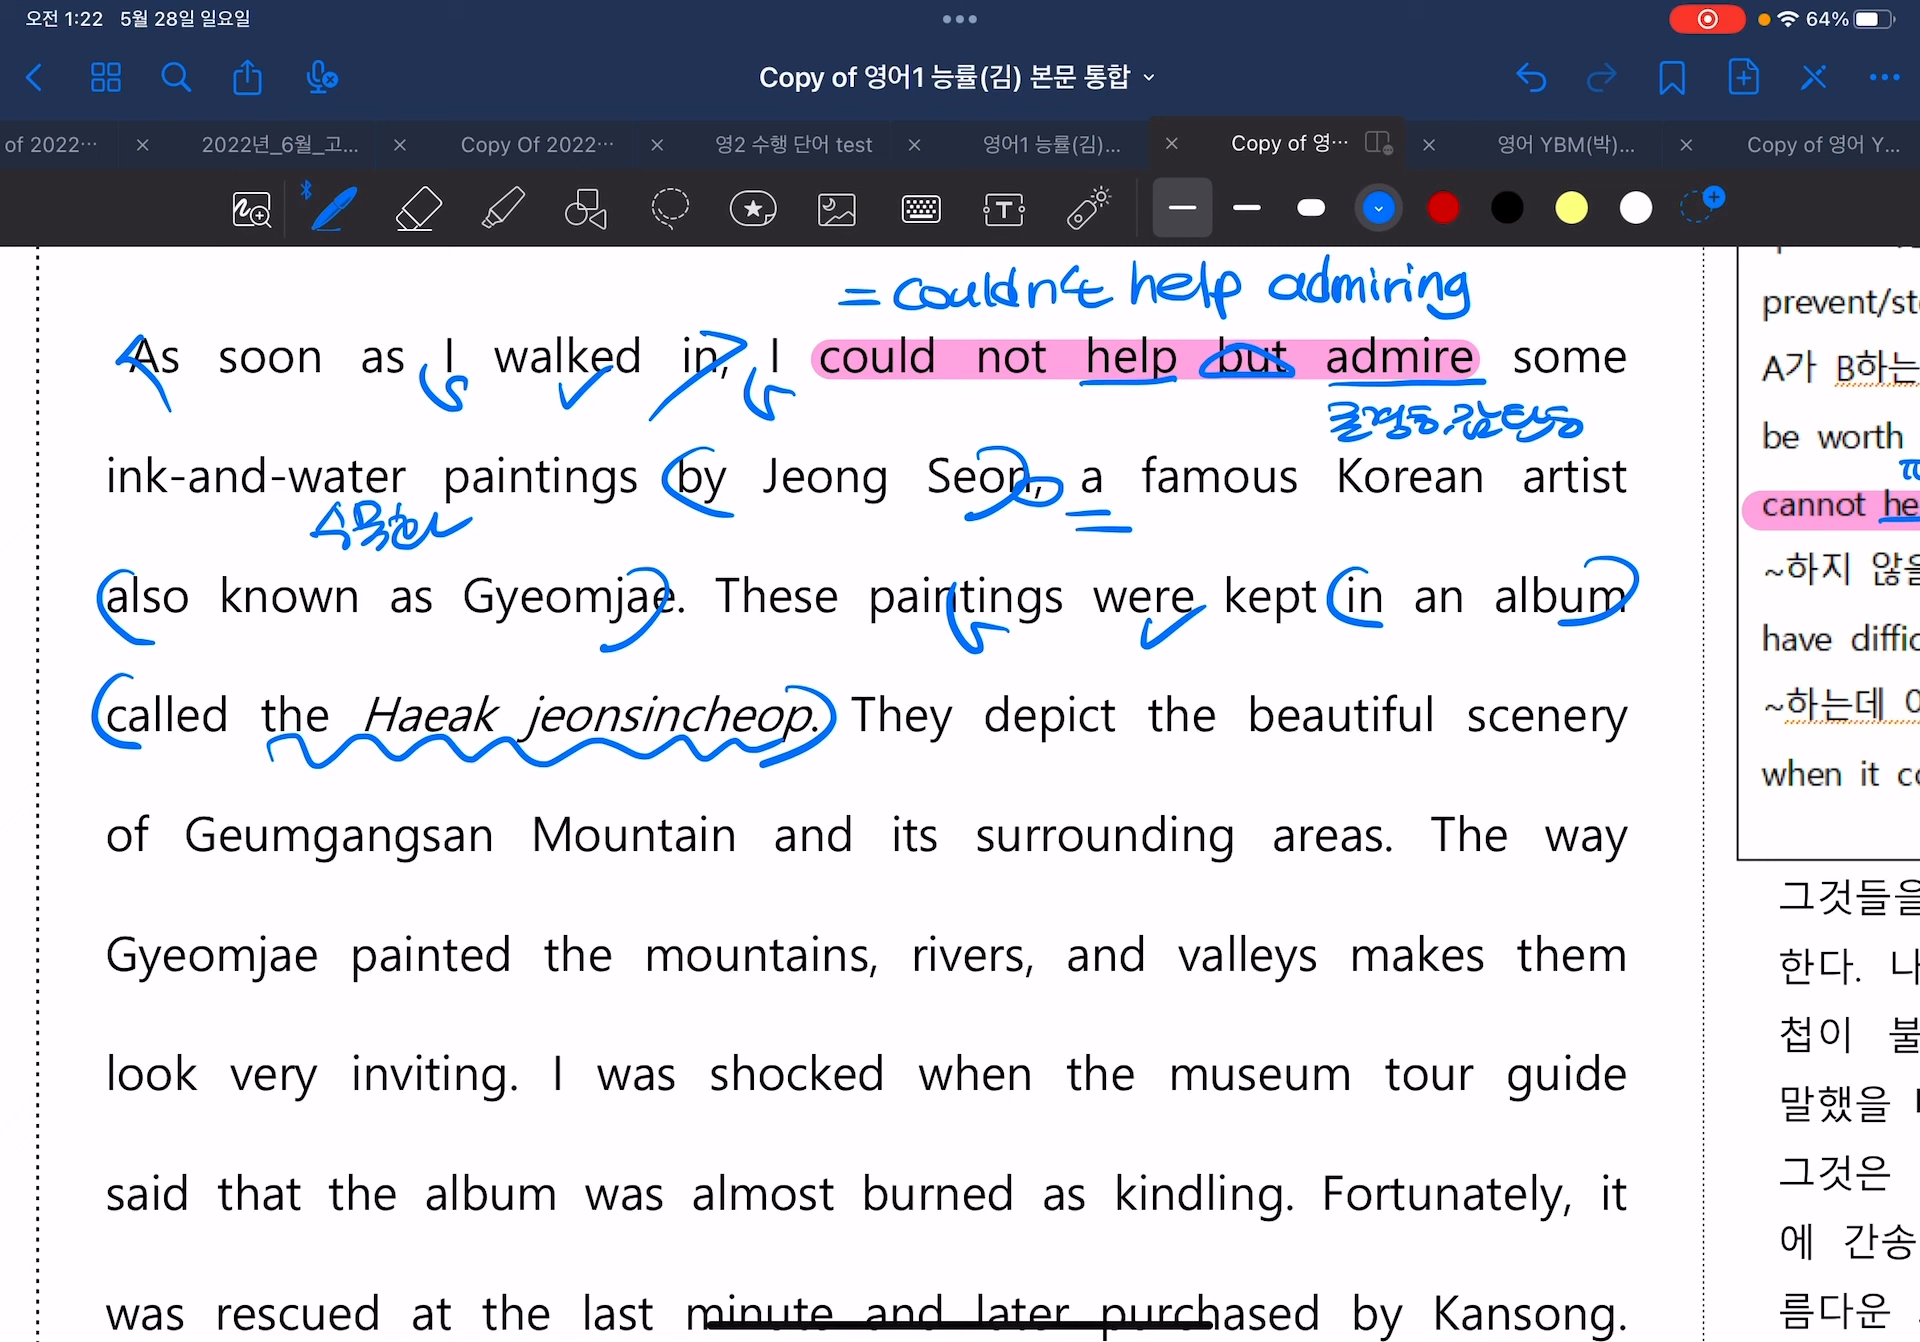 오전 1:22 5월 28일 일요일
64%
Copy of 영어1 능률(김) 본문 통합
of 2022… 2022년_6월_고... Copy Of 2022… 영2 수행 단어 test 영어1 능률(김)... Copy of 영… 영어 YBM(박)... Copy of 영어 Y...
= couldn't help admiring
As soon as I walked in, I could not help but admire some
ink-and-water paintings by Jeong Seon, a famous Korean artist
수묵화
also known as Gyeomjae. These paintings were kept in an album
called the Haeak jeonsincheop. They depict the beautiful scenery
of Geumgangsan Mountain and its surrounding areas. The way
Gyeomjae painted the mountains, rivers, and valleys makes them
look very inviting. I was shocked when the museum tour guide
said that the album was almost burned as kindling. Fortunately, it
was rescued at the last minute and later purchased by Kansong.
prevent/st
A가 B하는
be worth
cannot he
~하지 않을
have diffic
~하는데 어
when it co
그것들을
한다. 나
첩이 불
말했을
그것은
에 간송
름다운